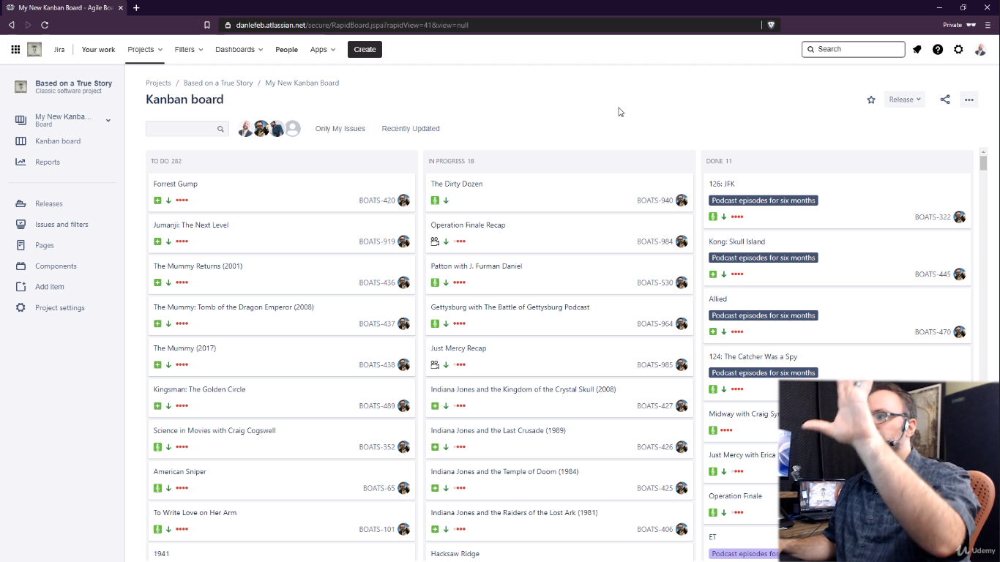 My New Kanban Board - Agile Boa
danlefeb.atlassian.net/secure/RapidBoard.jspa?rapidView=41&view=null
Private
Jira
Your work
Projects
Filters
Dashboards
People
Apps
Create
Search
Based on a True Story
Classic software project
My New Kanba...
Board
Kanban board
Reports
Releases
Issues and filters
Pages
Components
Add item
Project settings
Projects / Based on a True Story / My New Kanban Board
Kanban board
Release
Only My Issues
Recently Updated
TO DO 282
Forrest Gump
BOATS-420
Jumanji: The Next Level
BOATS-919
The Mummy Returns (2001)
BOATS-436
The Mummy: Tomb of the Dragon Emperor (2008)
BOATS-437
The Mummy (2017)
BOATS-438
Kingsman: The Golden Circle
BOATS-489
Science in Movies with Craig Cogswell
BOATS-352
American Sniper
BOATS-65
To Write Love on Her Arm
BOATS-101
1941
IN PROGRESS 18
The Dirty Dozen
BOATS-940
Operation Finale Recap
BOATS-984
Patton with J. Furman Daniel
BOATS-530
Gettysburg with The Battle of Gettysburg Podcast
BOATS-964
Just Mercy Recap
BOATS-985
Indiana Jones and the Kingdom of the Crystal Skull (2008)
BOATS-427
Indiana Jones and the Last Crusade (1989)
BOATS-426
Indiana Jones and the Temple of Doom (1984)
BOATS-425
Indiana Jones and the Raiders of the Lost Ark (1981)
BOATS-406
Hacksaw Ridge
DONE 11
126: JFK
Podcast episodes for six months
BOATS-322
Kong: Skull Island
Podcast episodes for six months
BOATS-445
Allied
Podcast episodes for six months
BOATS-470
124: The Catcher Was a Spy
Podcast episodes for six months
Midway with Craig Sy
Just Mercy with Erica
Operation Finale
ET
Podcast episodes fo
Udemy